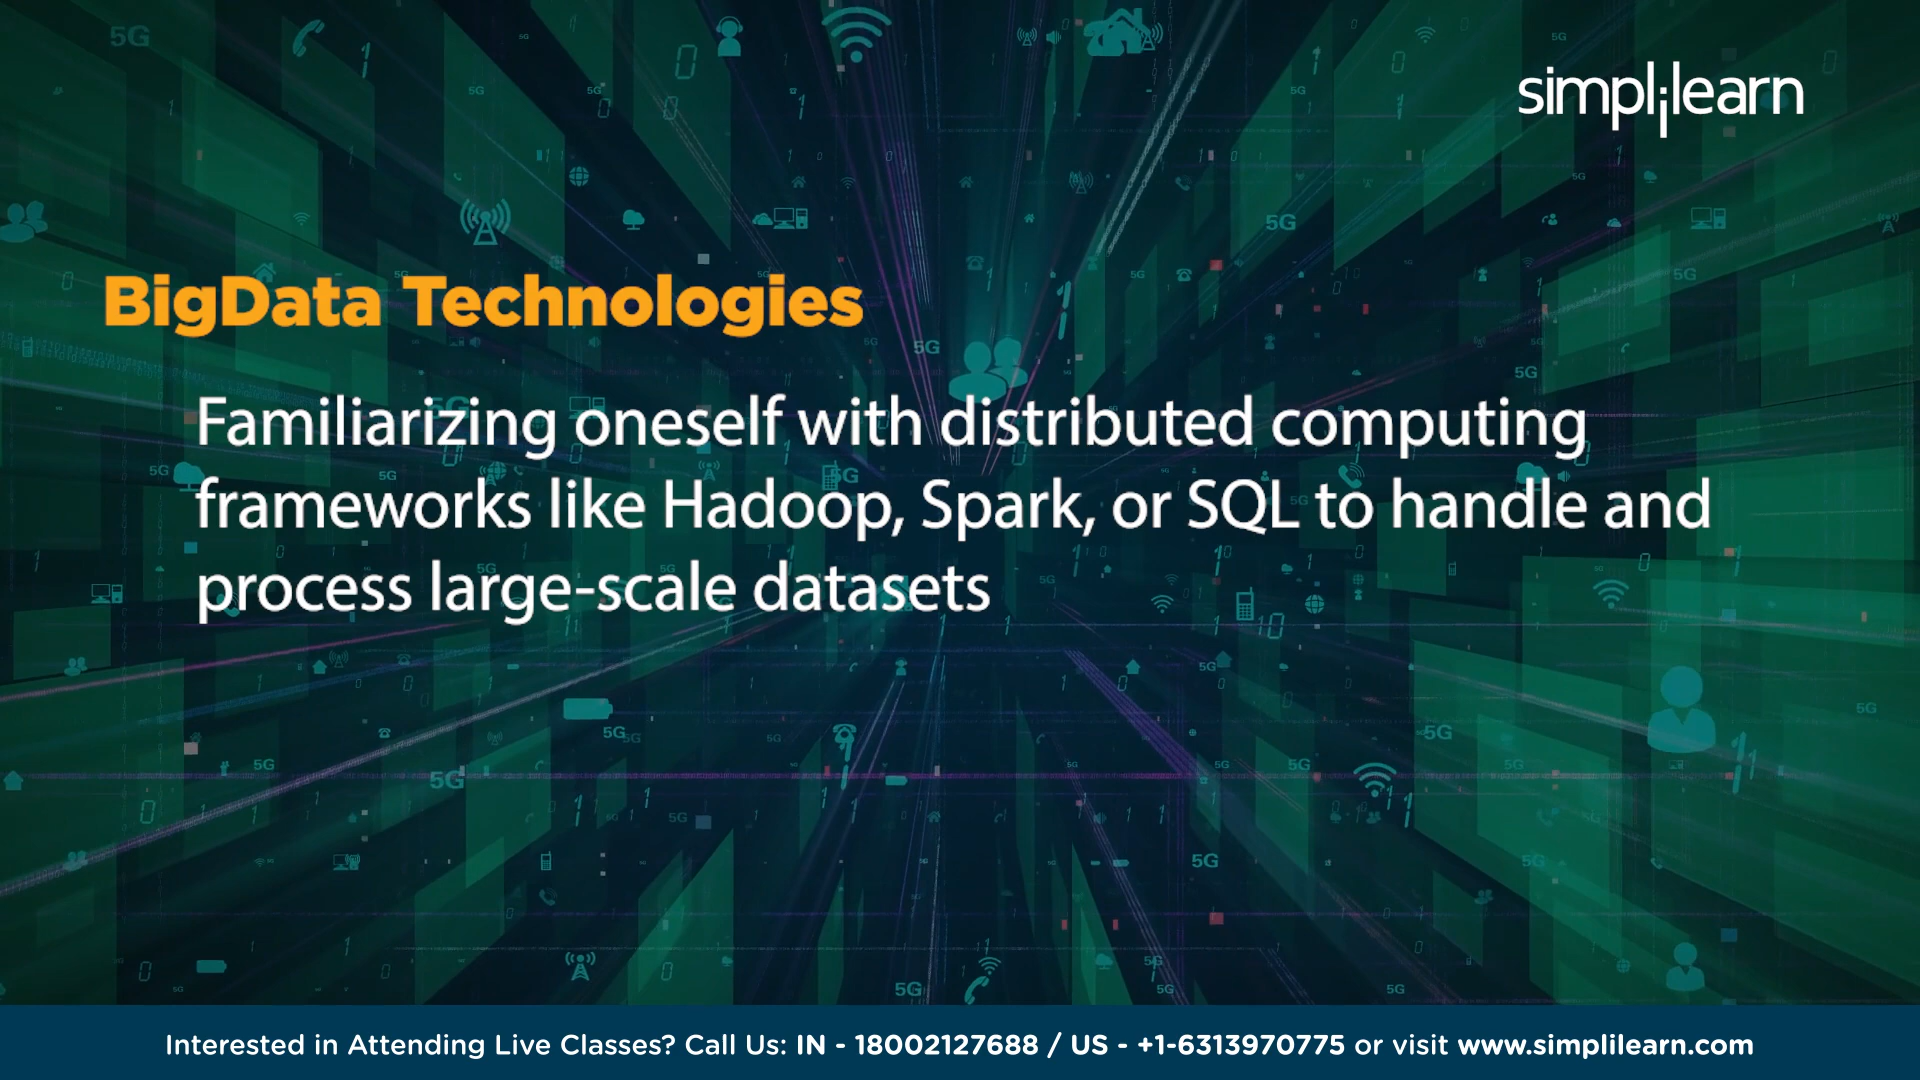 simplilearn
BigData Technologies
Familiarizing oneself with distributed computing
frameworks like Hadoop, Spark, or SQL to handle and
process large-scale datasets
Interested in Attending Live Classes? Call Us: IN - 18002127688 / US - +1-6313970775 or visit www.simplilearn.com